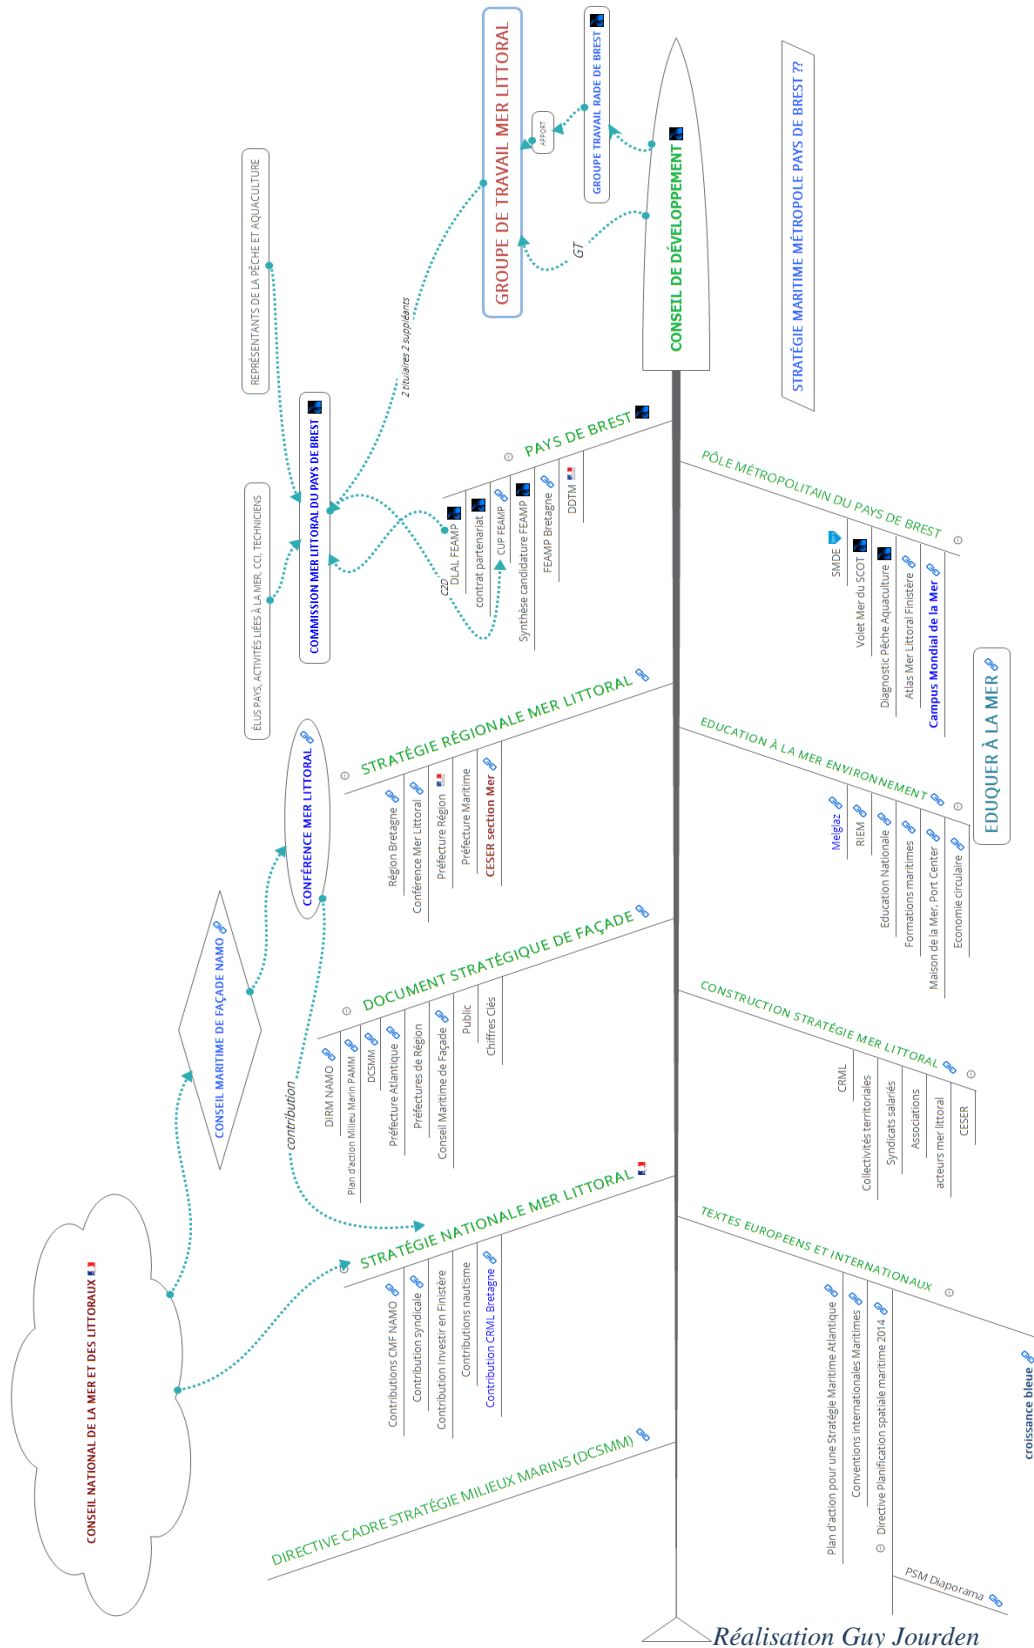 CONSEIL NATIONAL DE LA MER ET DES LITTORAUX
CONSEIL MARITIME DE FAÇADE NAMO
CONFÉRENCE MER LITTORAL
contribution
ÉLUS PAYS, ACTIVITÉS LIÉES À LA MER, CCI, TECHNICIENS
REPRÉSENTANTS DE LA PÊCHE ET AQUACULTURE
COMMISSION MER LITTORAL DU PAYS DE BREST
2 titulaires 2 suppléants
C2D
GROUPE DE TRAVAIL MER LITTORAL
APPORT
GROUPE TRAVAIL RADE DE BREST
GT
CONSEIL DE DÉVELOPPEMENT
STRATÉGIE MARITIME MÉTROPOLE PAYS DE BREST ??
DIRECTIVE CADRE STRATÉGIE MILIEUX MARINS (DCSMM)
STRATÉGIE NATIONALE MER LITTORAL
Contributions CMF NAMO
Contribution syndicale
Contribution Investir en Finistère
Contributions nautisme
Contribution CRML Bretagne
DOCUMENT STRATÉGIQUE DE FAÇADE
DIRM NAMO
Plan d'action Milieu Marin PAMM
DCSMM
Préfecture Atlantique
Préfectures de Région
Conseil Maritime de Façade
Public
Chiffres Clés
STRATÉGIE RÉGIONALE MER LITTORAL
Région Bretagne
Conférence Mer Littoral
Préfecture Région
Préfecture Maritime
CESER section Mer
PAYS DE BREST
DLAL FEAMP
contrat partenariat
CUP FEAMP
Synthèse candidature FEAMP
FEAMP Bretagne
DDTM
TEXTES EUROPEENS ET INTERNATIONAUX
Plan d'action pour une Stratégie Maritime Atlantique
Conventions internationales Maritimes
Directive Planification spatiale maritime 2014
PSM Diaporama
croissance bleue
CONSTRUCTION STRATÉGIE MER LITTORAL
CRML
Collectivités territoriales
Syndicats salariés
Associations
acteurs mer littoral
CESER
EDUCATION À LA MER ENVIRONNEMENT
Melglaz
RIEM
Education Nationale
Formations maritimes
Maison de la Mer, Port Center
Economie circulaire
EDUQUER À LA MER
PÔLE MÉTROPOLITAIN DU PAYS DE BREST
SMDE
Volet Mer du SCOT
Diagnostic Pêche Aquaculture
Atlas Mer Littoral Finistère
Campus Mondial de la Mer
Réalisation Guy Jourden